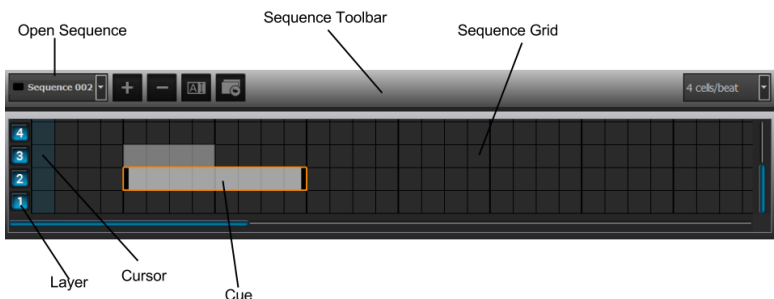 Sequence Toolbar
Open Sequence
Sequence Grid
Sequence 002
+
-
A
4 cells/beat
4
3
2
1
Layer
Cursor
Cue